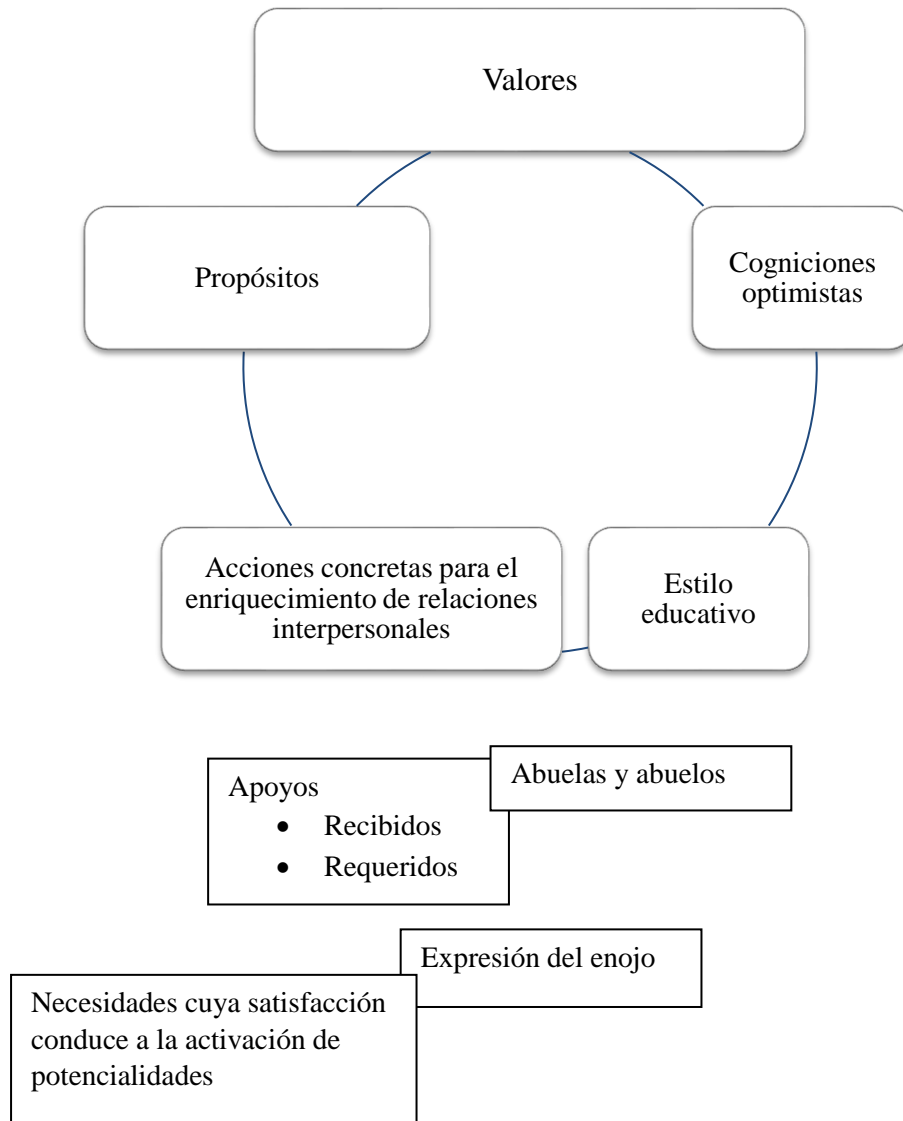 Valores
Propósitos
Cogniciones
optimistas
Acciones concretas para el
enriquecimiento de relaciones
interpersonales
Estilo
educativo
Abuelas y abuelos
Apoyos
• Recibidos
• Requeridos
Expresión del enojo
Necesidades cuya satisfacción
conduce a la activación de
potencialidades